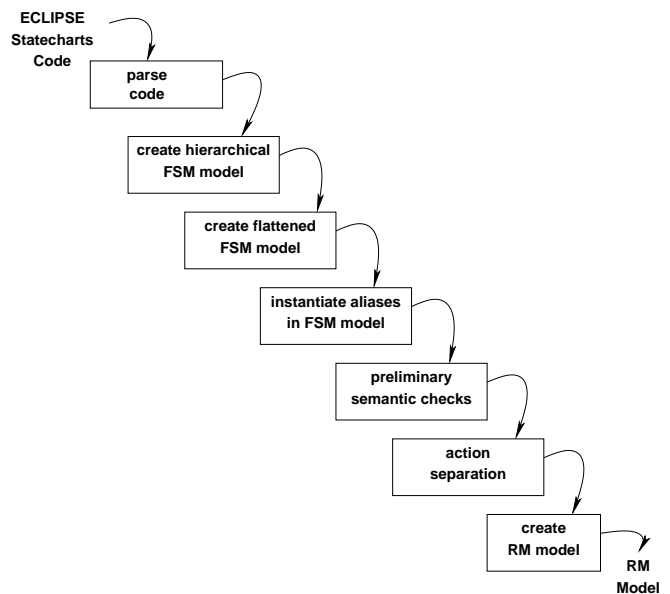 ECLIPSE
Statecharts
Code
parse
code
create hierarchical
FSM model
create flattened
FSM model
instantiate aliases
in FSM model
preliminary
semantic checks
action
separation
create
RM model
RM
Model